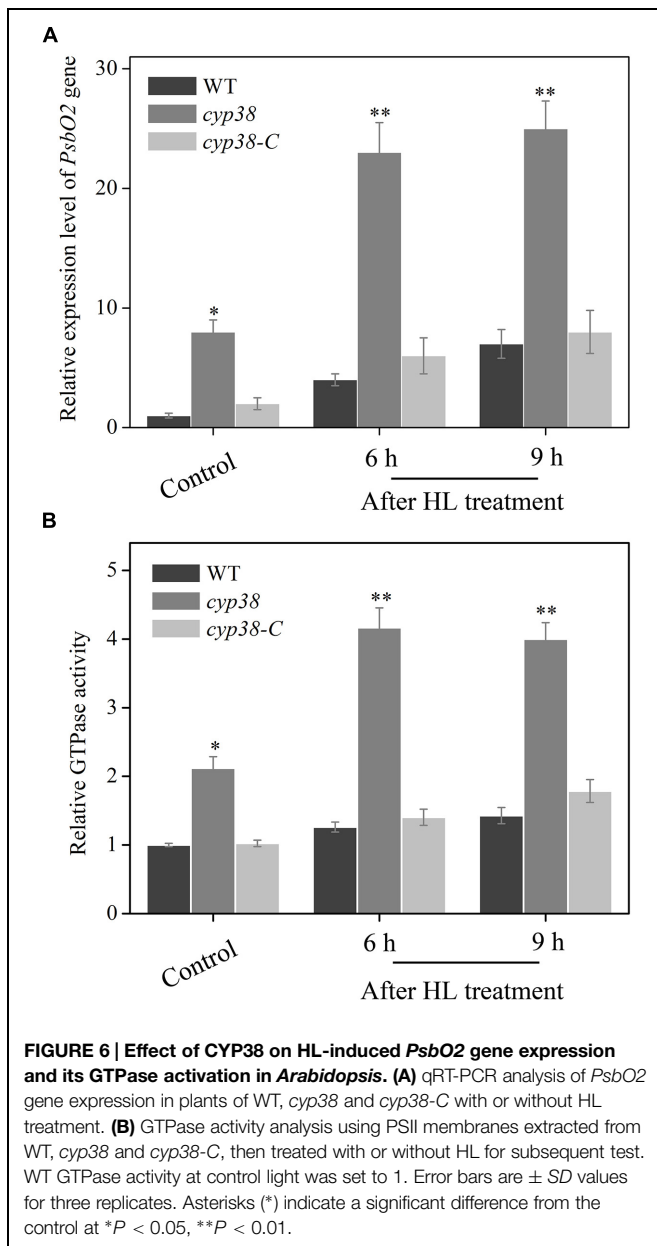 A
Relative expression level of PsbO2 gene
30
20
10
0
WT
cyp38
cyp38-C
*
**
**
Control
6 h
9 h
After HL treatment
B
Relative GTPase activity
5
4
3
2
1
0
WT
cyp38
cyp38-C
*
**
**
Control
6 h
9 h
After HL treatment
FIGURE 6 | Effect of CYP38 on HL-induced PsbO2 gene expression
and its GTPase activation in Arabidopsis. (A) qRT-PCR analysis of PsbO2
gene expression in plants of WT, cyp38 and cyp38-C with or without HL
treatment. (B) GTPase activity analysis using PSII membranes extracted from
WT, cyp38 and cyp38-C, then treated with or without HL for subsequent test.
WT GTPase activity at control light was set to 1. Error bars are ± SD values
for three replicates. Asterisks (*) indicate a significant difference from the
control at *P < 0.05, **P < 0.01.